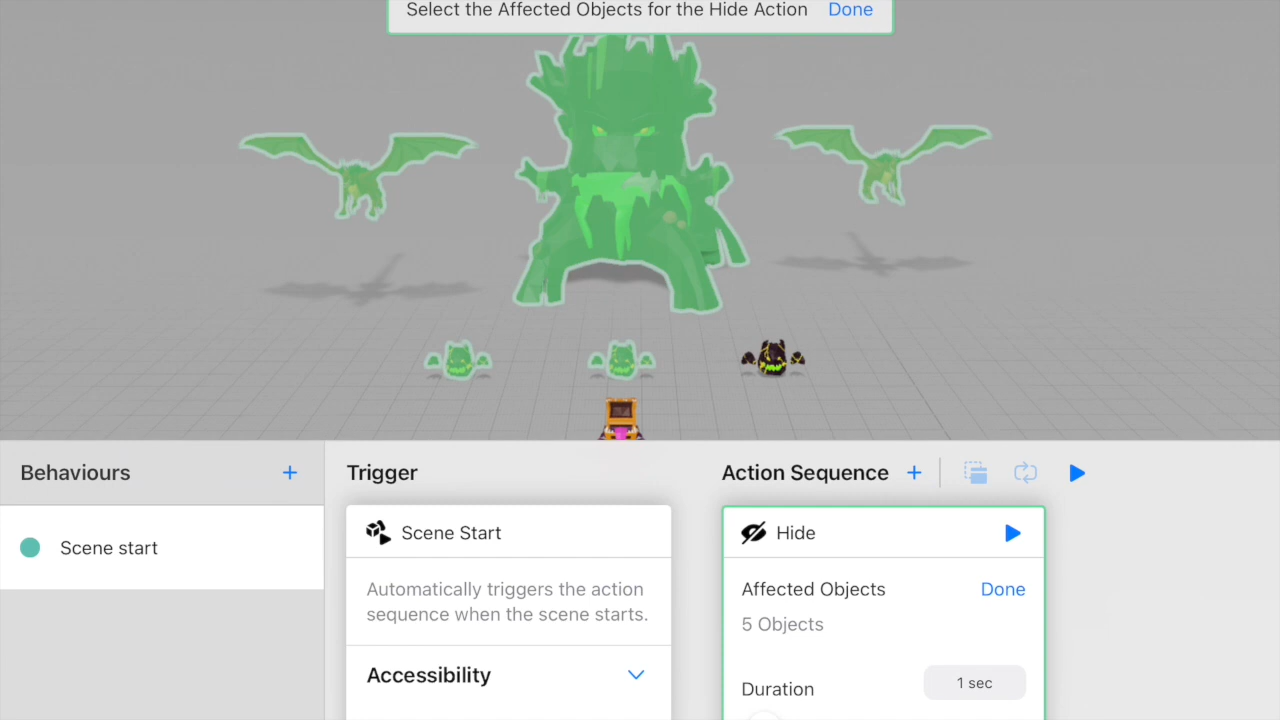 Select the Affected Objects for the Hide Action Done
Behaviours +
Trigger
Action Sequence +
Scene start
Scene Start
Automatically triggers the action
sequence when the scene starts.
Accessibility
Hide
Affected Objects Done
5 Objects
Duration 1 sec